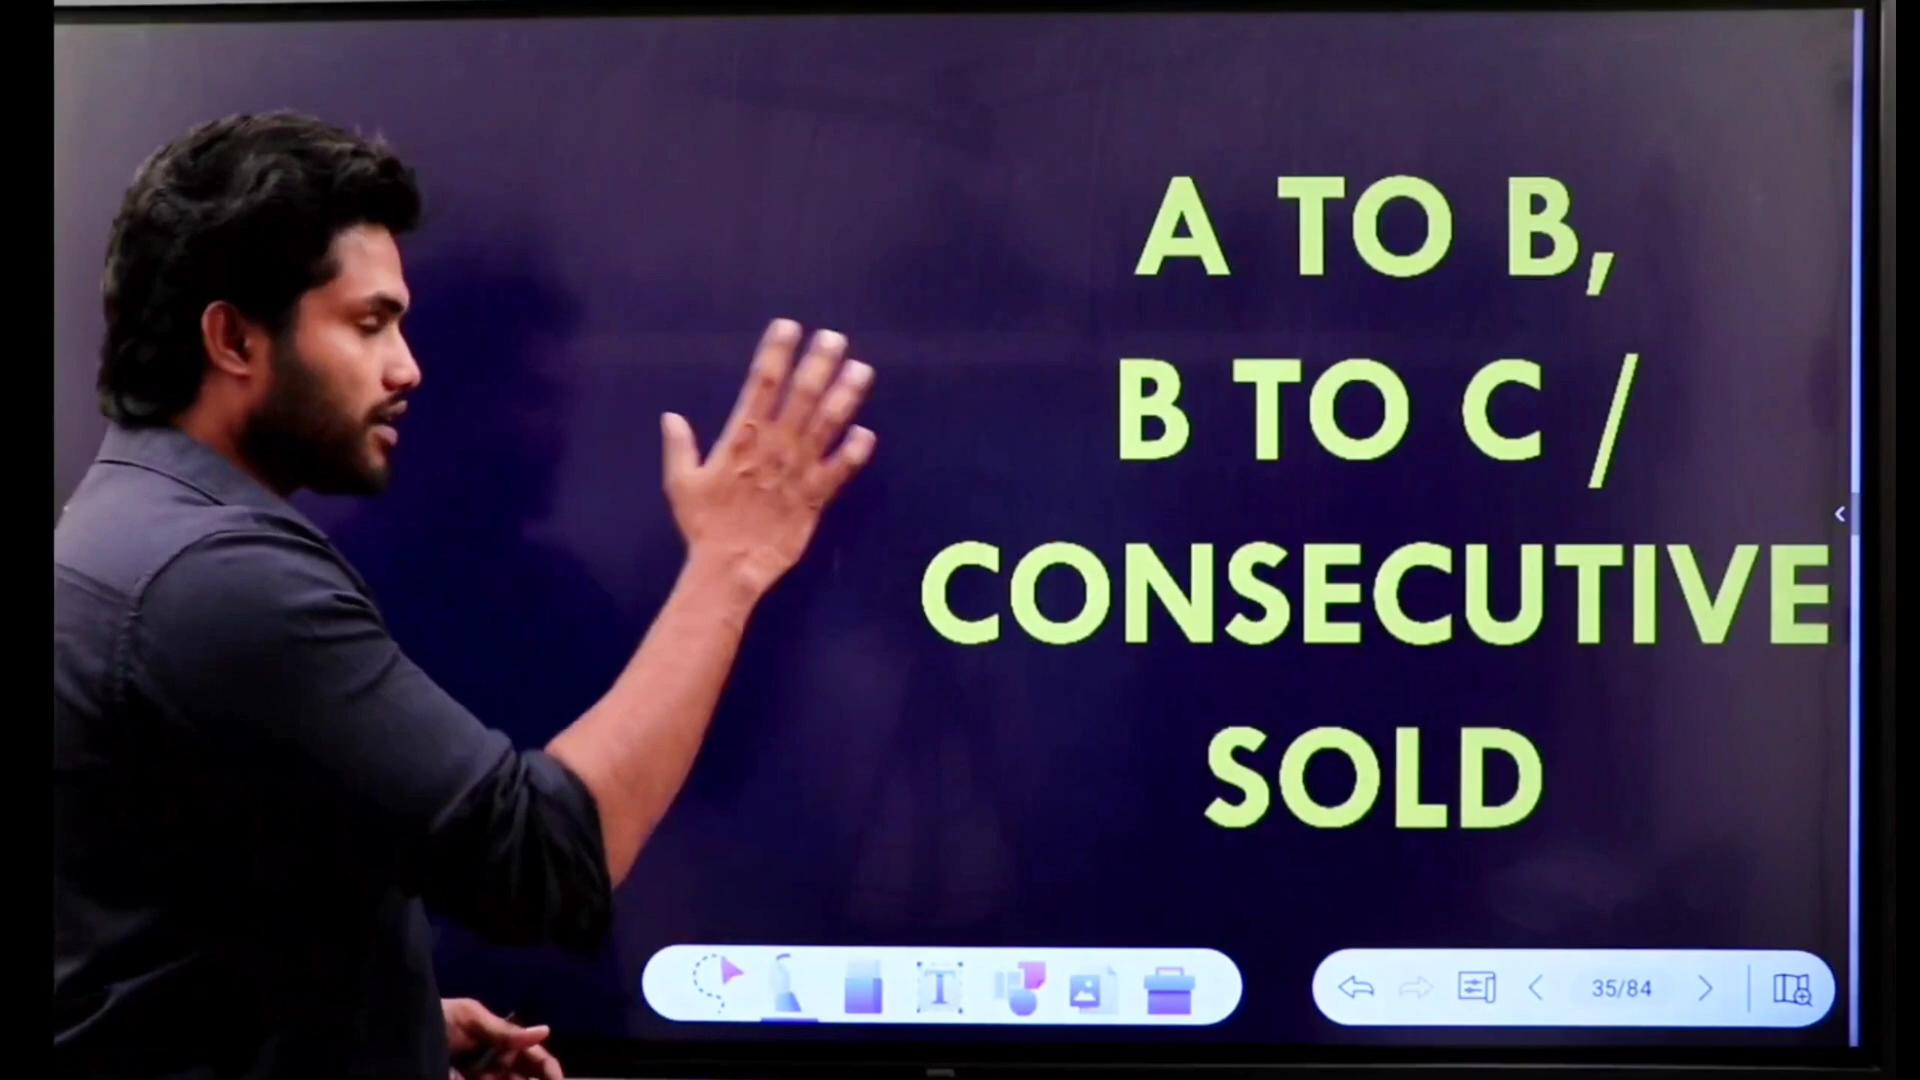 A TO B,
B TO C /
CONSECUTIVE
SOLD
T
35/84